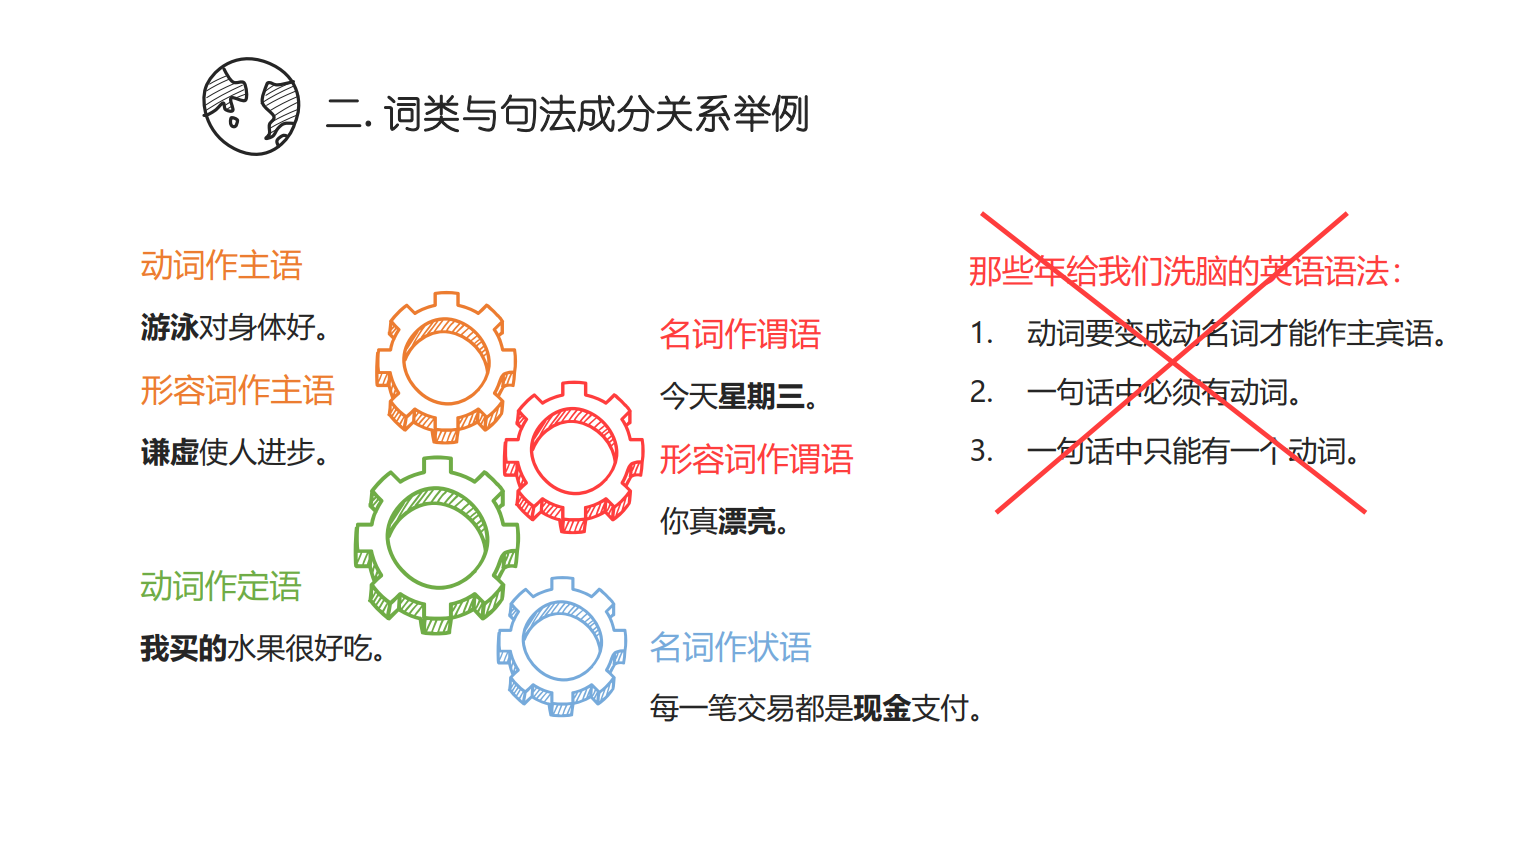 二. 词类与句法成分关系举例
动词作主语
游泳对身体好。
形容词作主语
谦虚使人进步。
动词作定语
我买的水果很好吃。
名词作谓语
今天星期三。
形容词作谓语
你真漂亮。
名词作状语
每一笔交易都是现金支付。
那些年给我们洗脑的英语语法：
1. 动词要变成动名词才能作主宾语。
2. 一句话中必须有动词。
3. 一句话中只能有一个动词。